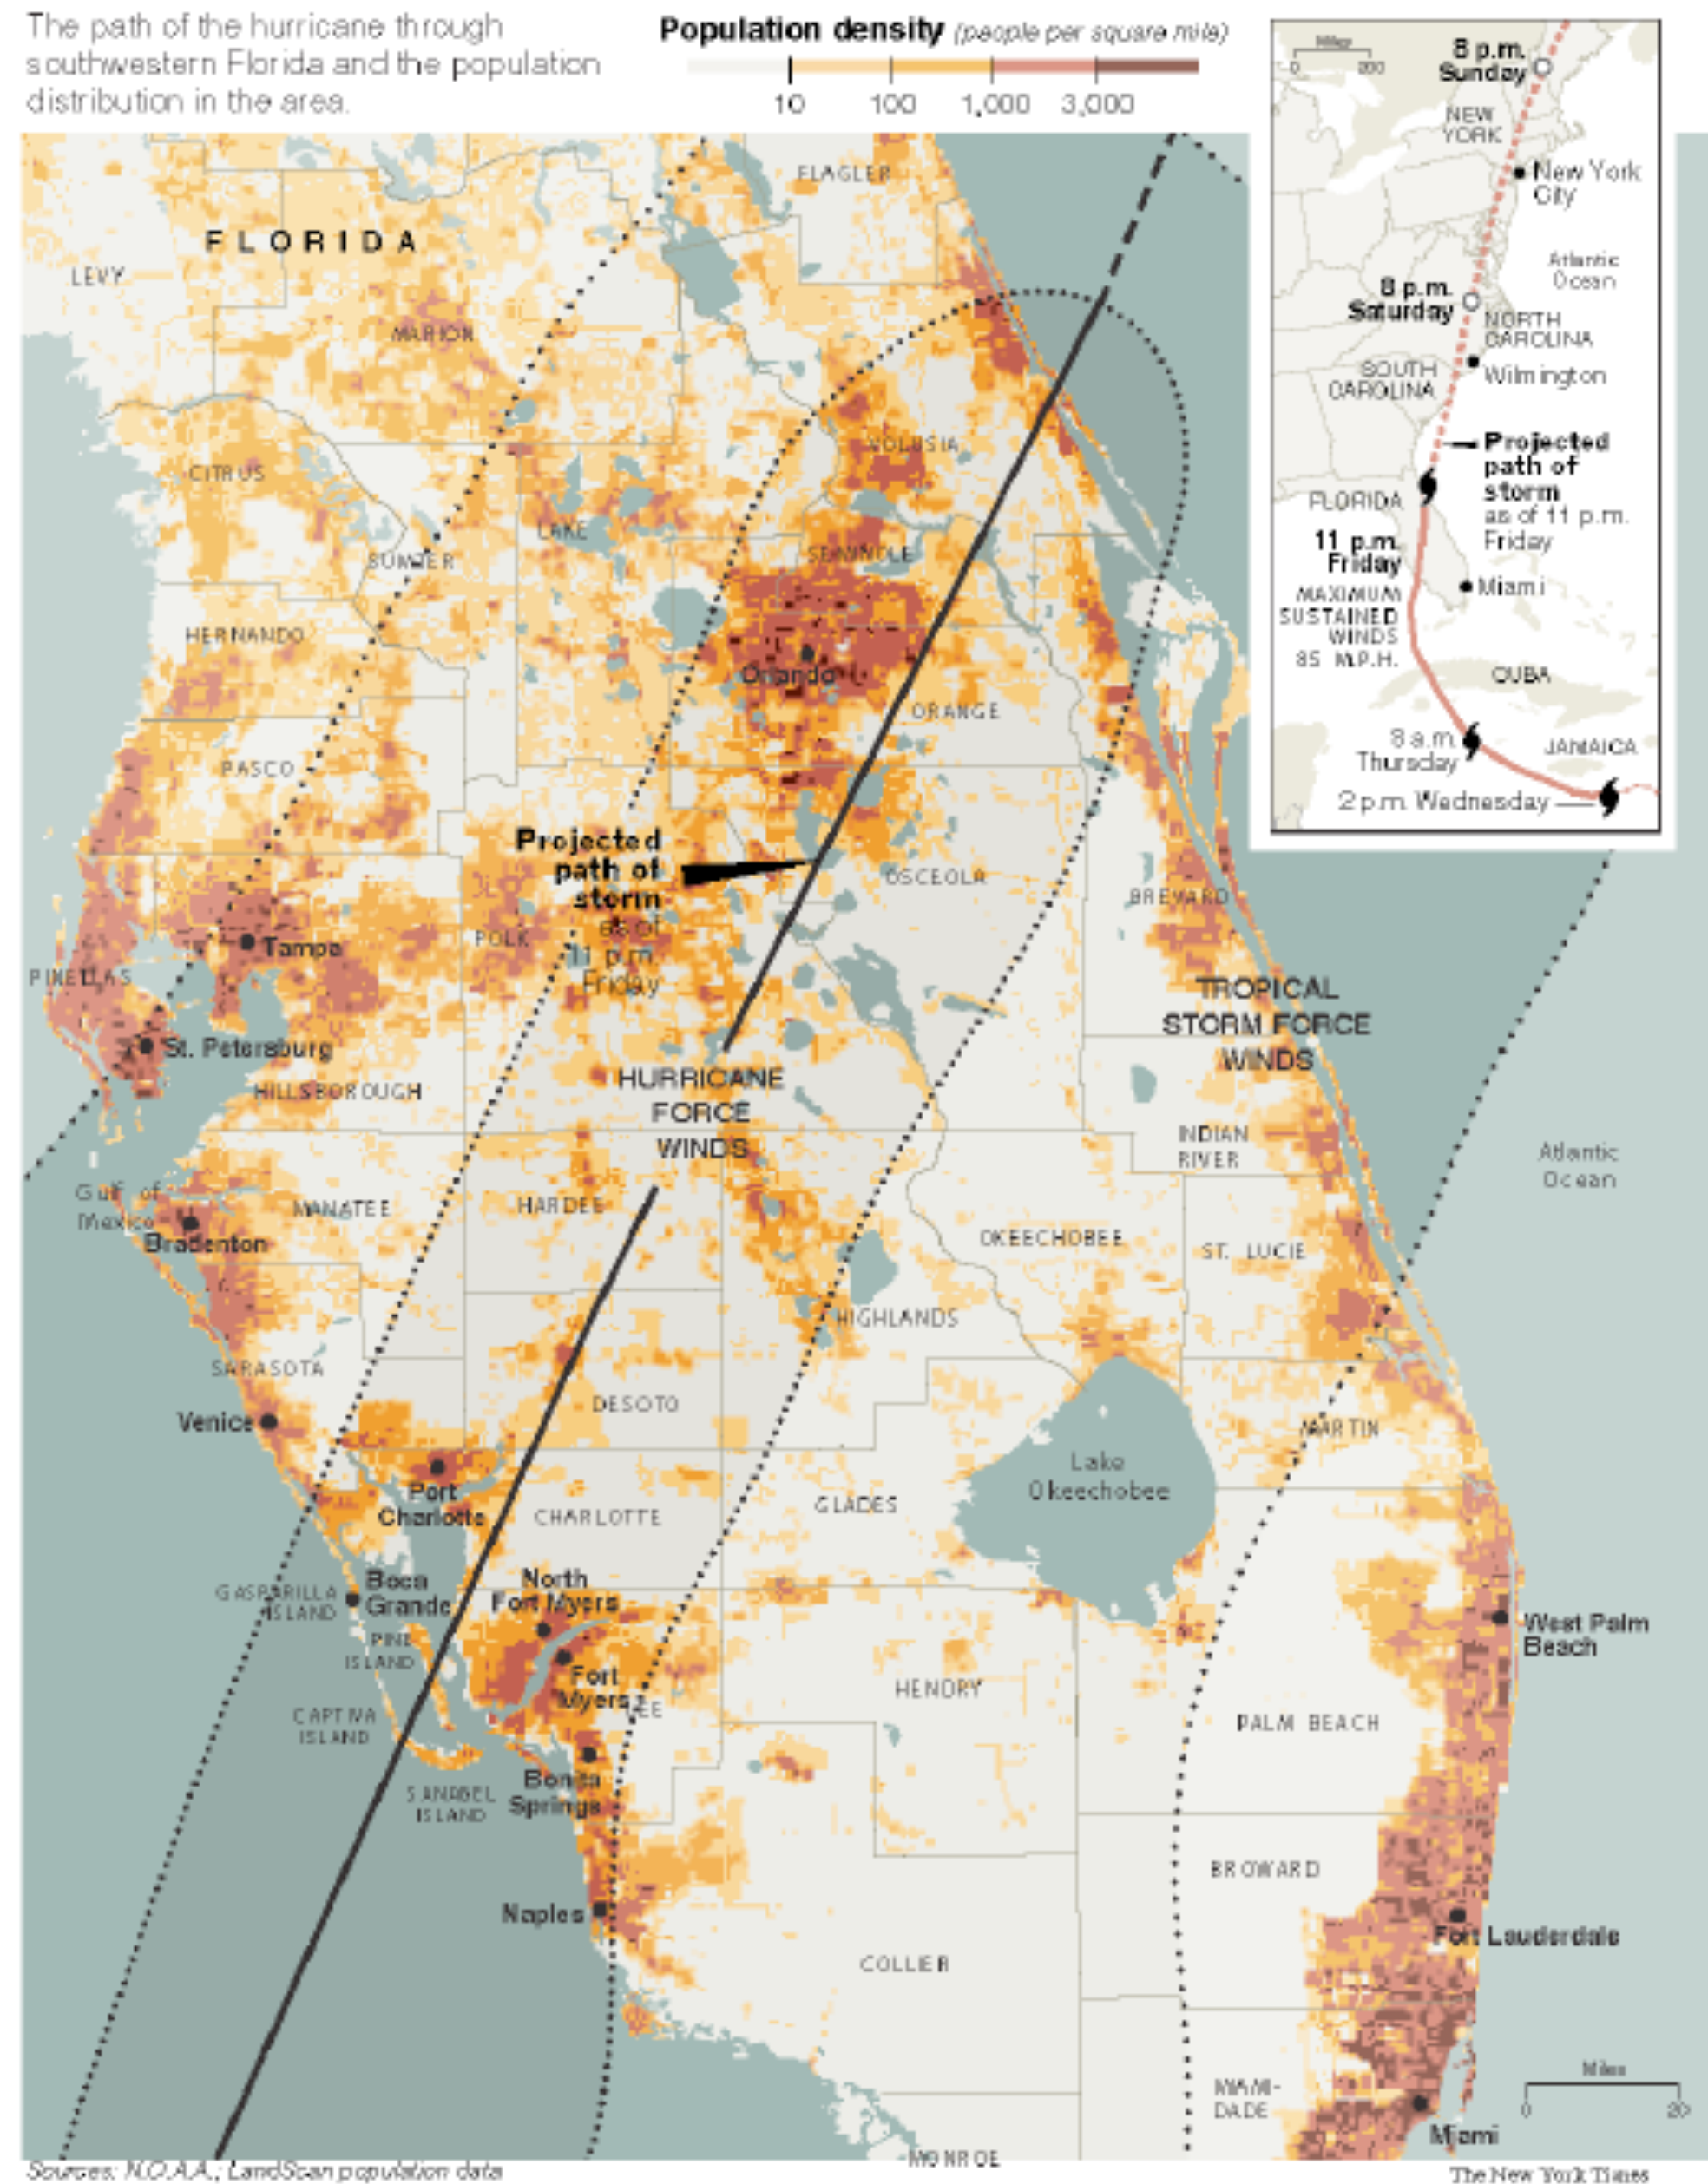 The path of the hurricane through
southwestern Florida and the population
distribution in the area.
Population density (people per square mile)
10 100 1,000 3,000
Miles
0 200
8 p.m.
Sunday
NEW
YORK
New York
City
Atlantic
Ocean
8 p.m.
Saturday
NORTH
CAROLINA
SOUTH
CAROLINA
Wilmington
Projected
path of
storm
as of 11 p.m.
Friday
FLORIDA
11 p.m.
Friday
MAXIMUM
SUSTAINED
WINDS
85 M.P.H.
Miami
CUBA
8 a.m.
Thursday
JAMAICA
2 p.m. Wednesday
FLAGLER
FLORIDA
LEVY
MARION
VOLUSIA
CITRUS
LAKE
SUMTER
SEMINOLE
HERNANDO
Orlando
ORANGE
PASCO
Projected
path of
storm
as of
11 p.m.
Friday
OSCEOLA
BREVARD
POLK
Tampa
PINELLAS
TROPICAL
STORM FORCE
WINDS
St. Petersburg
HILLSBOROUGH
HURRICANE
FORCE
WINDS
INDIAN
RIVER
Atlantic
Ocean
Gulf of
Mexico
MANATEE
HARDEE
Bradenton
OKEECHOBEE
ST. LUCIE
HIGHLANDS
SARASOTA
DESOTO
Venice
MARTIN
Lake
Okeechobee
Port
Charlotte
CHARLOTTE
GLADES
GASPARILLA
ISLAND
Boca
Grande
North
Fort Myers
PINE
ISLAND
West Palm
Beach
Fort
Myers
LEE
HENDRY
CAPTIVA
ISLAND
PALM BEACH
SANABEL
ISLAND
Bonita
Springs
BROWARD
Naples
Fort Lauderdale
COLLIER
MIAMI-
DADE
Miles
0 20
Miami
MONROE
Sources: N.O.A.A.; LandScan population data
The New York Times